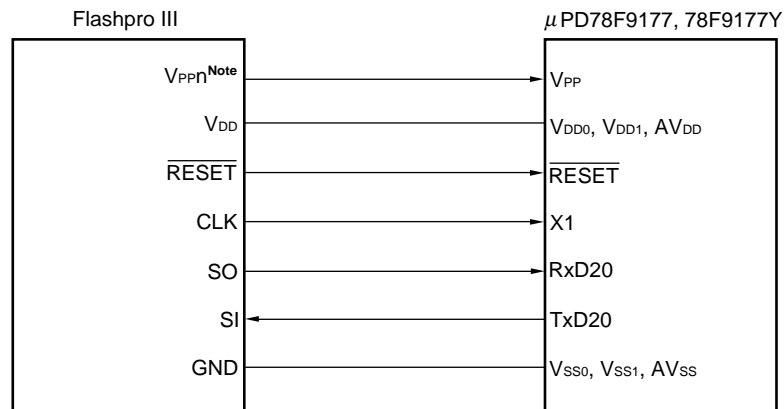 Flashpro III
μPD78F9177, 78F9177Y
VPPnNote
VPP
VDD
VDD0, VDD1, AVDD
RESET
RESET
CLK
X1
SO
RxD20
SI
TxD20
GND
VSS0, VSS1, AVSS